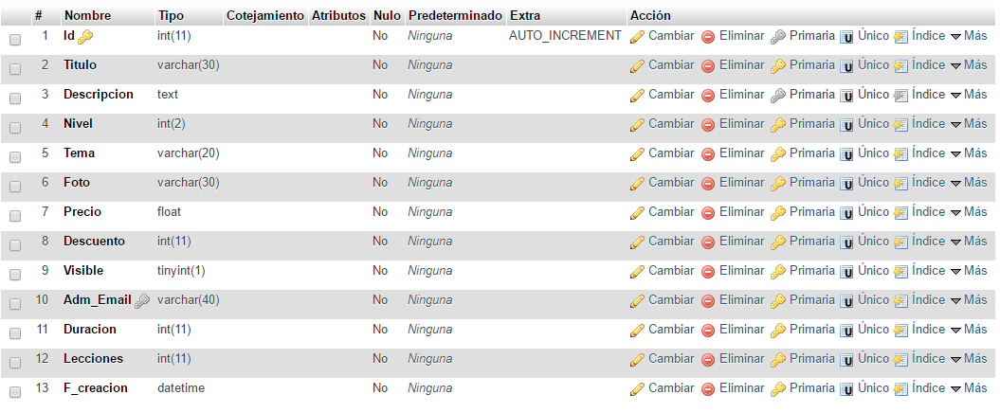 # Nombre Tipo Cotejamiento Atributos Nulo Predeterminado Extra Acción
1 Id int(11) No Ninguna AUTO_INCREMENT Cambiar Eliminar Primaria U Único Índice Más
2 Titulo varchar(30) No Ninguna Cambiar Eliminar Primaria U Único Índice Más
3 Descripcion text No Ninguna Cambiar Eliminar Primaria U Único Índice Más
4 Nivel int(2) No Ninguna Cambiar Eliminar Primaria U Único Índice Más
5 Tema varchar(20) No Ninguna Cambiar Eliminar Primaria U Único Índice Más
6 Foto varchar(30) No Ninguna Cambiar Eliminar Primaria U Único Índice Más
7 Precio float No Ninguna Cambiar Eliminar Primaria U Único Índice Más
8 Descuento int(11) No Ninguna Cambiar Eliminar Primaria U Único Índice Más
9 Visible tinyint(1) No Ninguna Cambiar Eliminar Primaria U Único Índice Más
10 Adm_Email varchar(40) No Ninguna Cambiar Eliminar Primaria U Único Índice Más
11 Duracion int(11) No Ninguna Cambiar Eliminar Primaria U Único Índice Más
12 Lecciones int(11) No Ninguna Cambiar Eliminar Primaria U Único Índice Más
13 F_creacion datetime No Ninguna Cambiar Eliminar Primaria U Único Índice Más